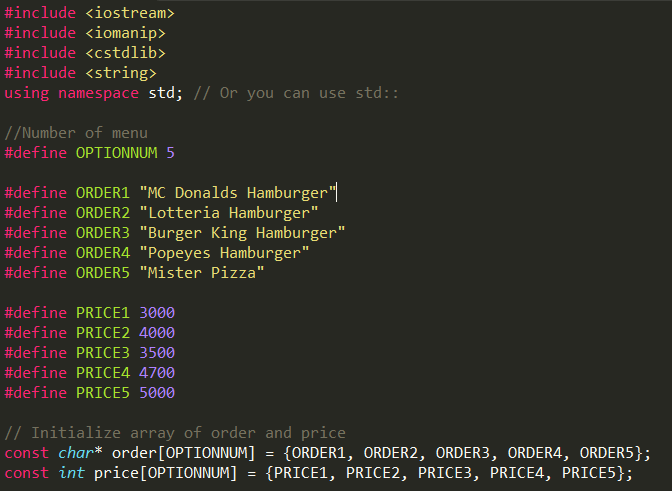 #include <iostream>
#include <iomanip>
#include <cstdlib>
#include <string>
using namespace std; // Or you can use std::
//Number of menu
#define OPTIONNUM 5
#define ORDER1 "MC Donalds Hamburger"
#define ORDER2 "Lotteria Hamburger"
#define ORDER3 "Burger King Hamburger"
#define ORDER4 "Popeyes Hamburger"
#define ORDER5 "Mister Pizza"
#define PRICE1 3000
#define PRICE2 4000
#define PRICE3 3500
#define PRICE4 4700
#define PRICE5 5000
// Initialize array of order and price
const char* order[OPTIONNUM] = {ORDER1, ORDER2, ORDER3, ORDER4, ORDER5};
const int price[OPTIONNUM] = {PRICE1, PRICE2, PRICE3, PRICE4, PRICE5};